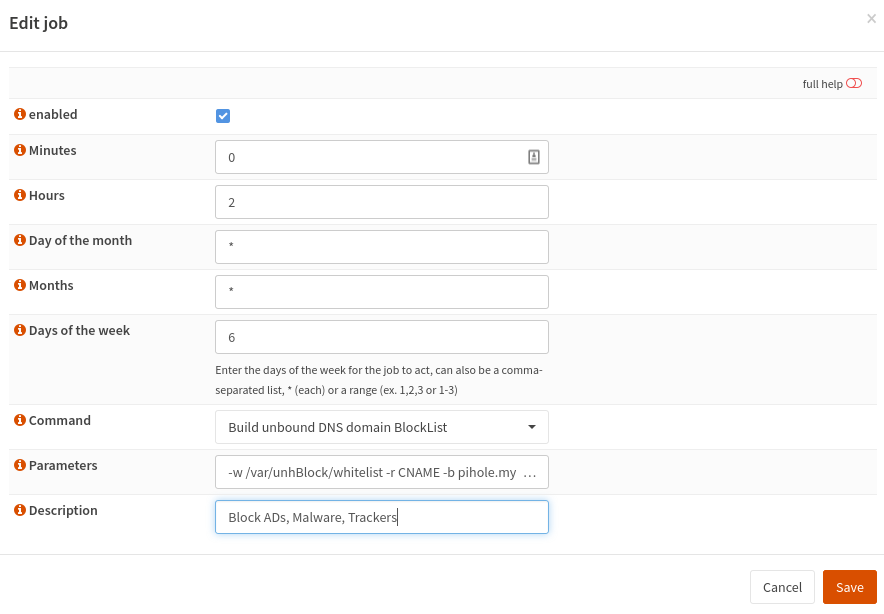 Edit job
×
full help
enabled
Minutes
0
Hours
2
Day of the month
*
Months
*
Days of the week
6
Enter the days of the week for the job to act, can also be a comma-
separated list, * (each) or a range (ex. 1,2,3 or 1-3)
Command
Build unbound DNS domain BlockList
Parameters
-w /var/unhBlock/whitelist -r CNAME -b pihole.my …
Description
Block ADs, Malware, Trackers
Cancel
Save